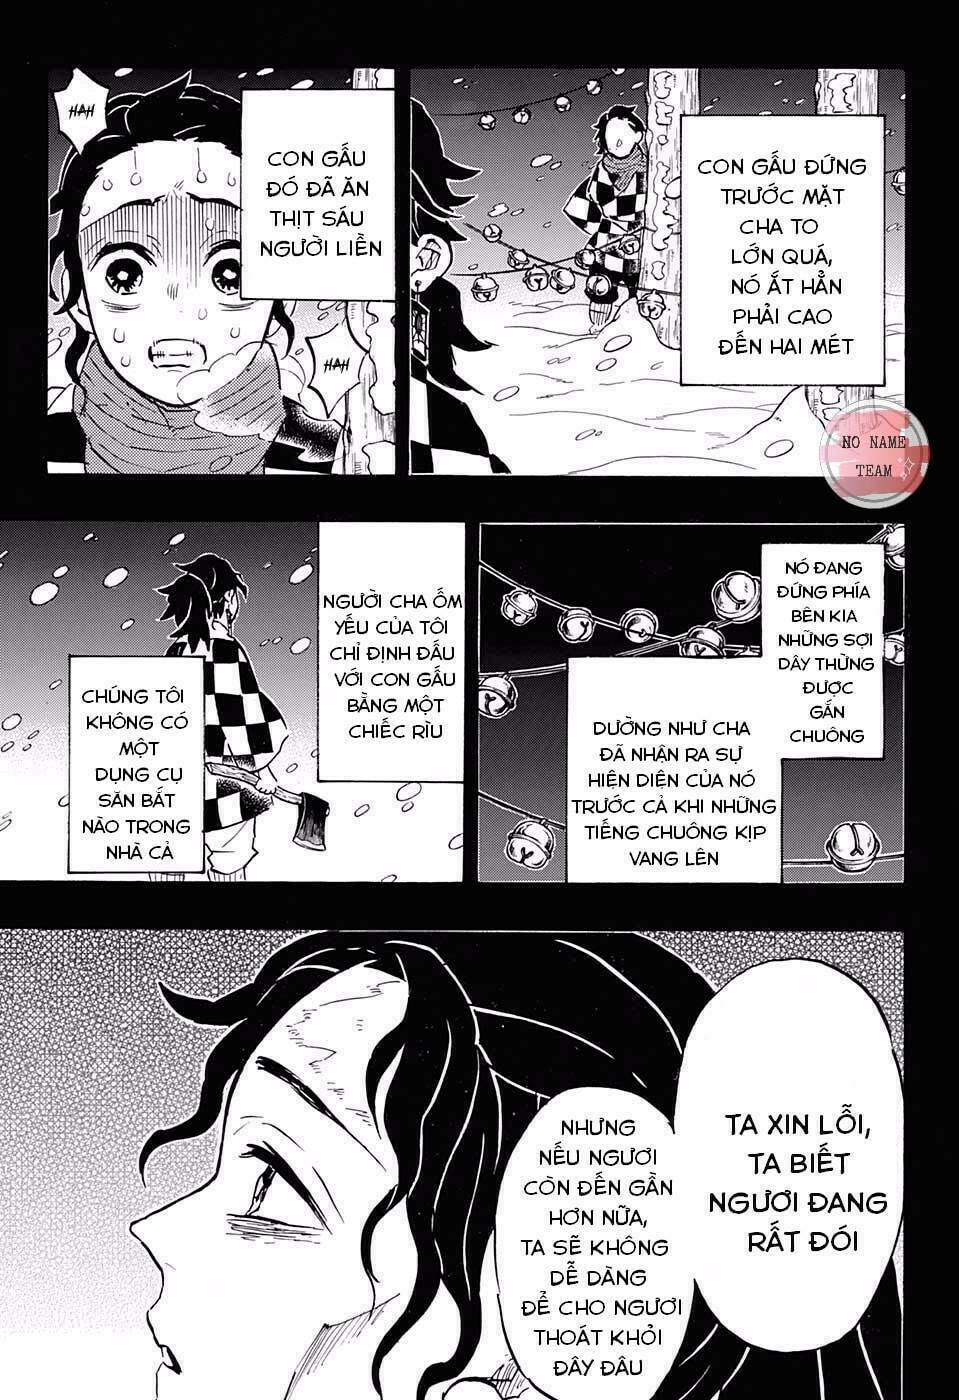 CON GẤU ĐỨNG
TRƯỚC MẶT
CHA TO
LỚN QUÁ,
NÓ ẮT HẲN
PHẢI CAO
ĐẾN HAI MÉT
CON GẤU
ĐÓ ĐÃ ĂN
THỊT SÁU
NGƯỜI LIỀN
HAH
HAH
NO NAME
TEAM
NÓ ĐANG
ĐỨNG PHÍA
BÊN KIA
NHỮNG SỢI
DÂY THỪNG
ĐƯỢC
GẮN
CHUÔNG
DƯỜNG NHƯ CHA
ĐÃ NHẬN RA SỰ
HIỆN DIỆN CỦA NÓ
TRƯỚC CẢ KHI NHỮNG
TIẾNG CHUÔNG KỊP
VANG LÊN
NGƯỜI CHA ỐM
YẾU CỦA TÔI
CHỈ ĐỊNH ĐẤU
VỚI CON GẤU
BẰNG MỘT
CHIẾC RÌU
CHÚNG TÔI
KHÔNG CÓ
MỘT
DỤNG CỤ
SĂN BẮT
NÀO TRONG
NHÀ CẢ
TA XIN LỖI,
TA BIẾT
NGƯƠI ĐANG
RẤT ĐÓI
NHƯNG
NẾU NGƯƠI
CÒN ĐẾN GẦN
HƠN NỮA,
TA SẼ KHÔNG
DỄ DÀNG
ĐỂ CHO NGƯƠI
THOÁT KHỎI
ĐÂY ĐÂU